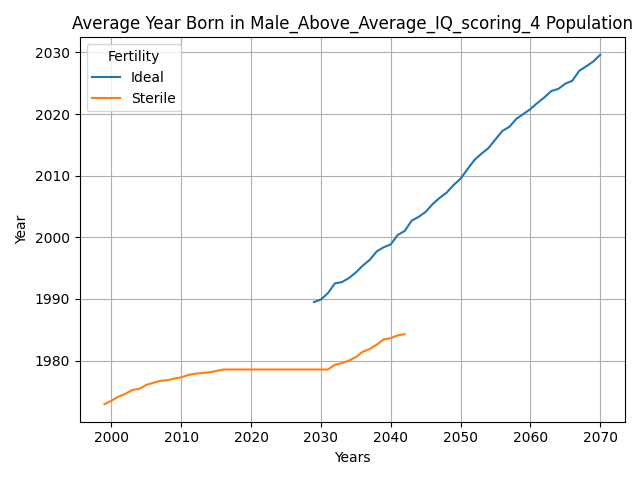 Average Year Born in Male_Above_Average_IQ_scoring_4 Population
Fertility
Ideal
Sterile
2030
2020
2010
2000
1990
1980
Year
2000 2010 2020 2030 2040 2050 2060 2070
Years